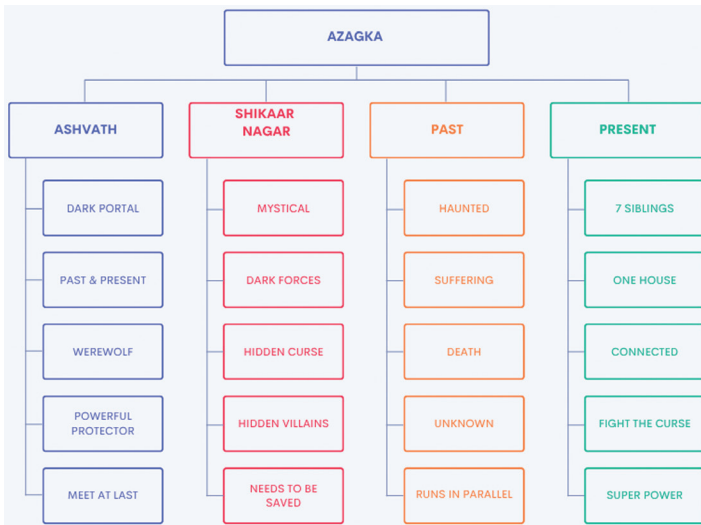 AZAGKA
ASHVATH
DARK PORTAL
PAST & PRESENT
WEREWOLF
POWERFUL
PROTECTOR
MEET AT LAST
SHIKAAR
NAGAR
MYSTICAL
DARK FORCES
HIDDEN CURSE
HIDDEN VILLAINS
NEEDS TO BE
SAVED
PAST
HAUNTED
SUFFERING
DEATH
UNKNOWN
RUNS IN PARALLEL
PRESENT
7 SIBLINGS
ONE HOUSE
CONNECTED
FIGHT THE CURSE
SUPER POWER